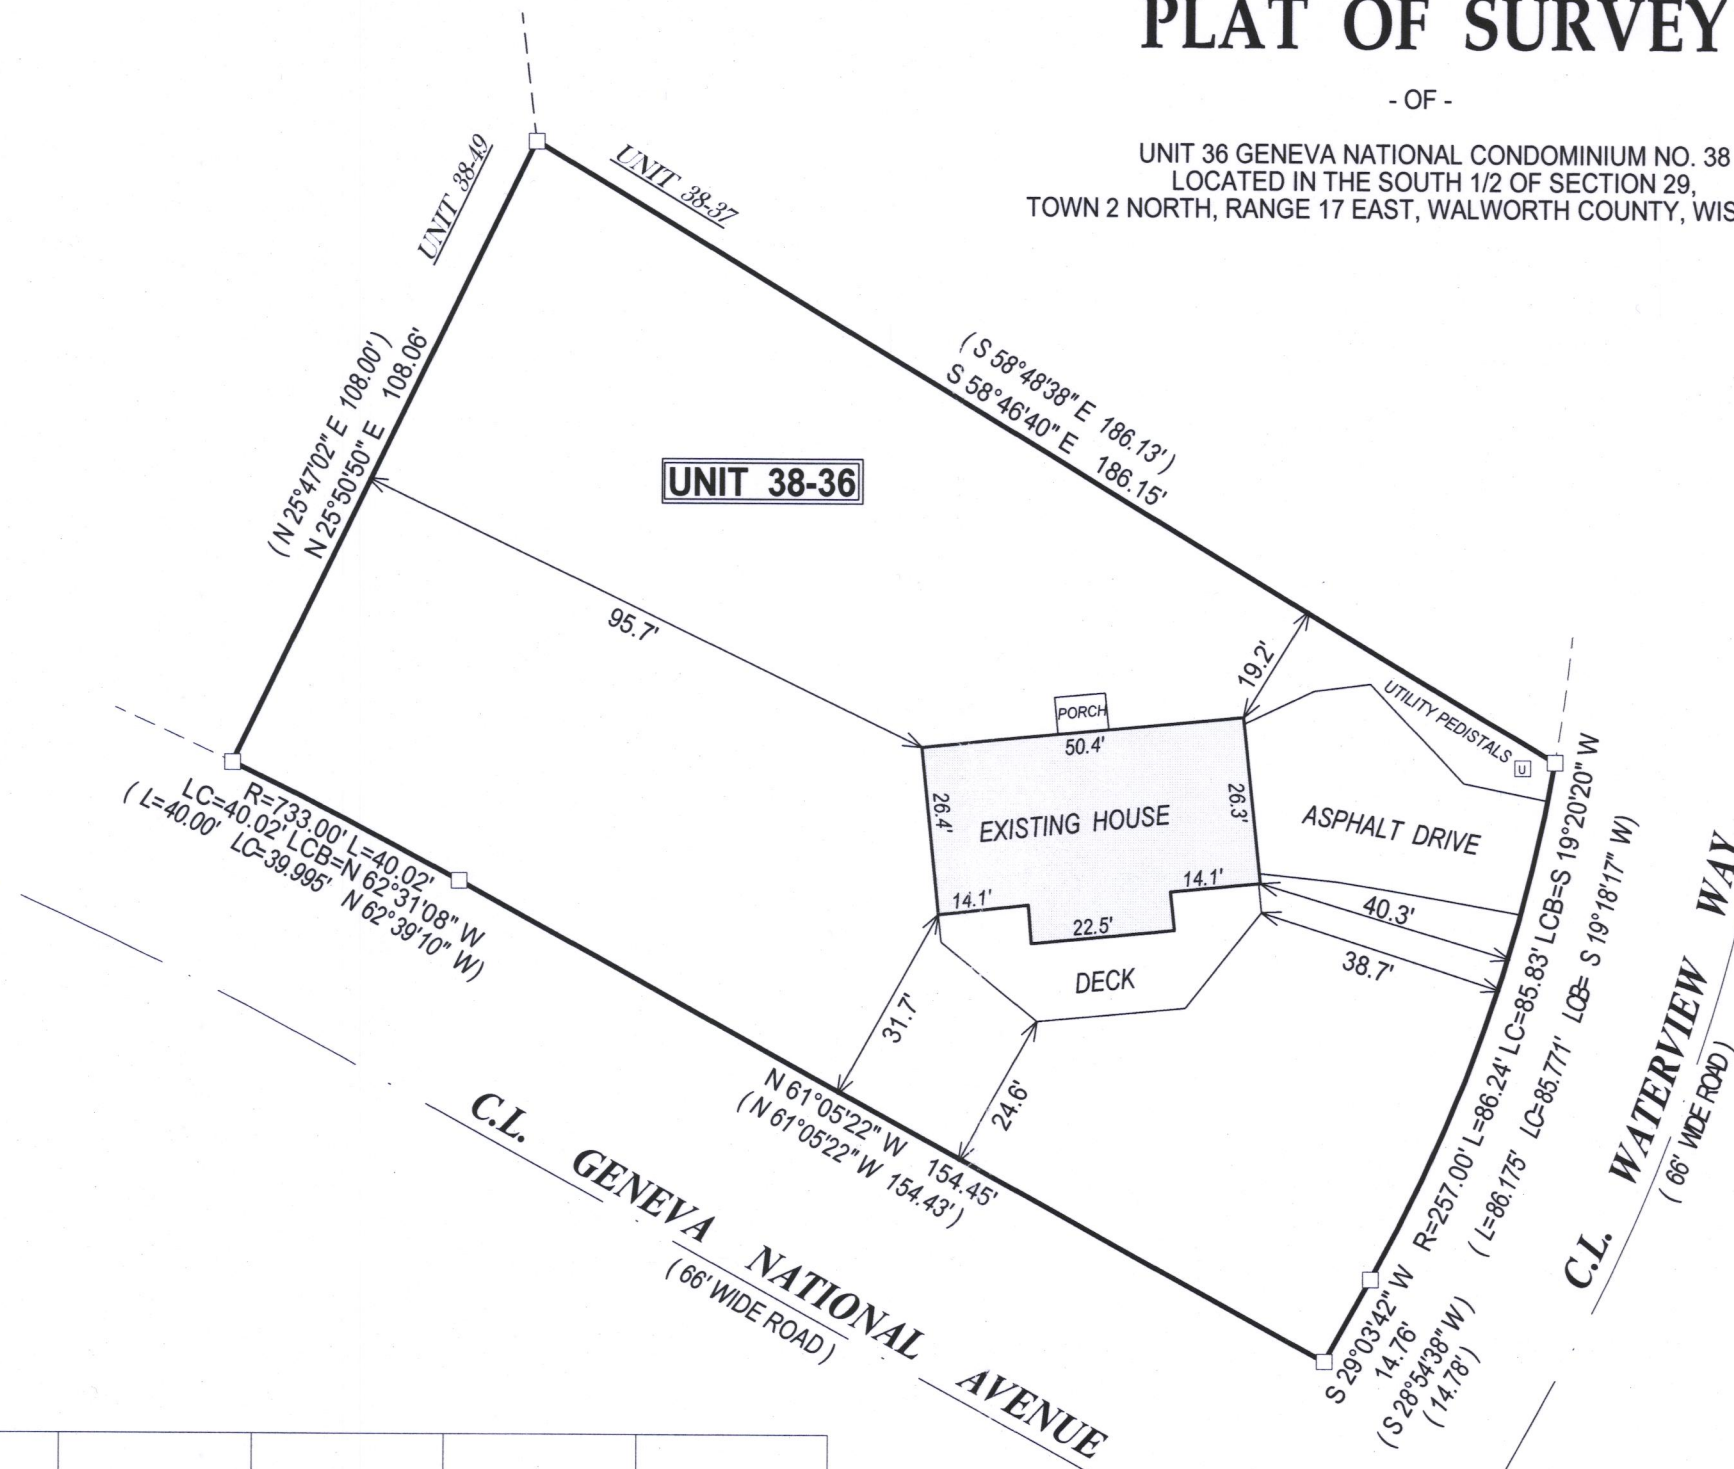 PLAT OF SURVEY
- OF -
UNIT 36 GENEVA NATIONAL CONDOMINIUM NO. 38
LOCATED IN THE SOUTH 1/2 OF SECTION 29,
TOWN 2 NORTH, RANGE 17 EAST, WALWORTH COUNTY, WIS
UNIT 38-49
UNIT 38-37
(N 25°47'02" E 108.00')
N 25°50'50" E 108.06'
(S 58°48'38" E 186.13')
S 58°46'40" E 186.15'
UNIT 38-36
95.7'
19.2'
PORCH
50.4'
UTILITY PEDISTALS
U
26.4'
26.3'
EXISTING HOUSE
ASPHALT DRIVE
14.1'
14.1'
22.5'
40.3'
38.7'
DECK
31.7'
24.6'
R=733.00' L=40.02'
LC=40.02' LCB=N 62°31'08" W
( L=40.00' LC=39.995' N 62°39'10" W)
N 61°05'22" W 154.45'
(N 61°05'22" W 154.43')
R=257.00' L=86.24' LC=85.83' LCB=S 19°20'20" W
( L=86.175' LC=85.771' LCB= S 19°18'17" W)
S 29°03'42" W
14.76'
(S 28°54'38" W)
(14.78')
C.L. GENEVA NATIONAL AVENUE
( 66' WIDE ROAD )
C.L. WATERVIEW WAY
( 66' WIDE ROAD )